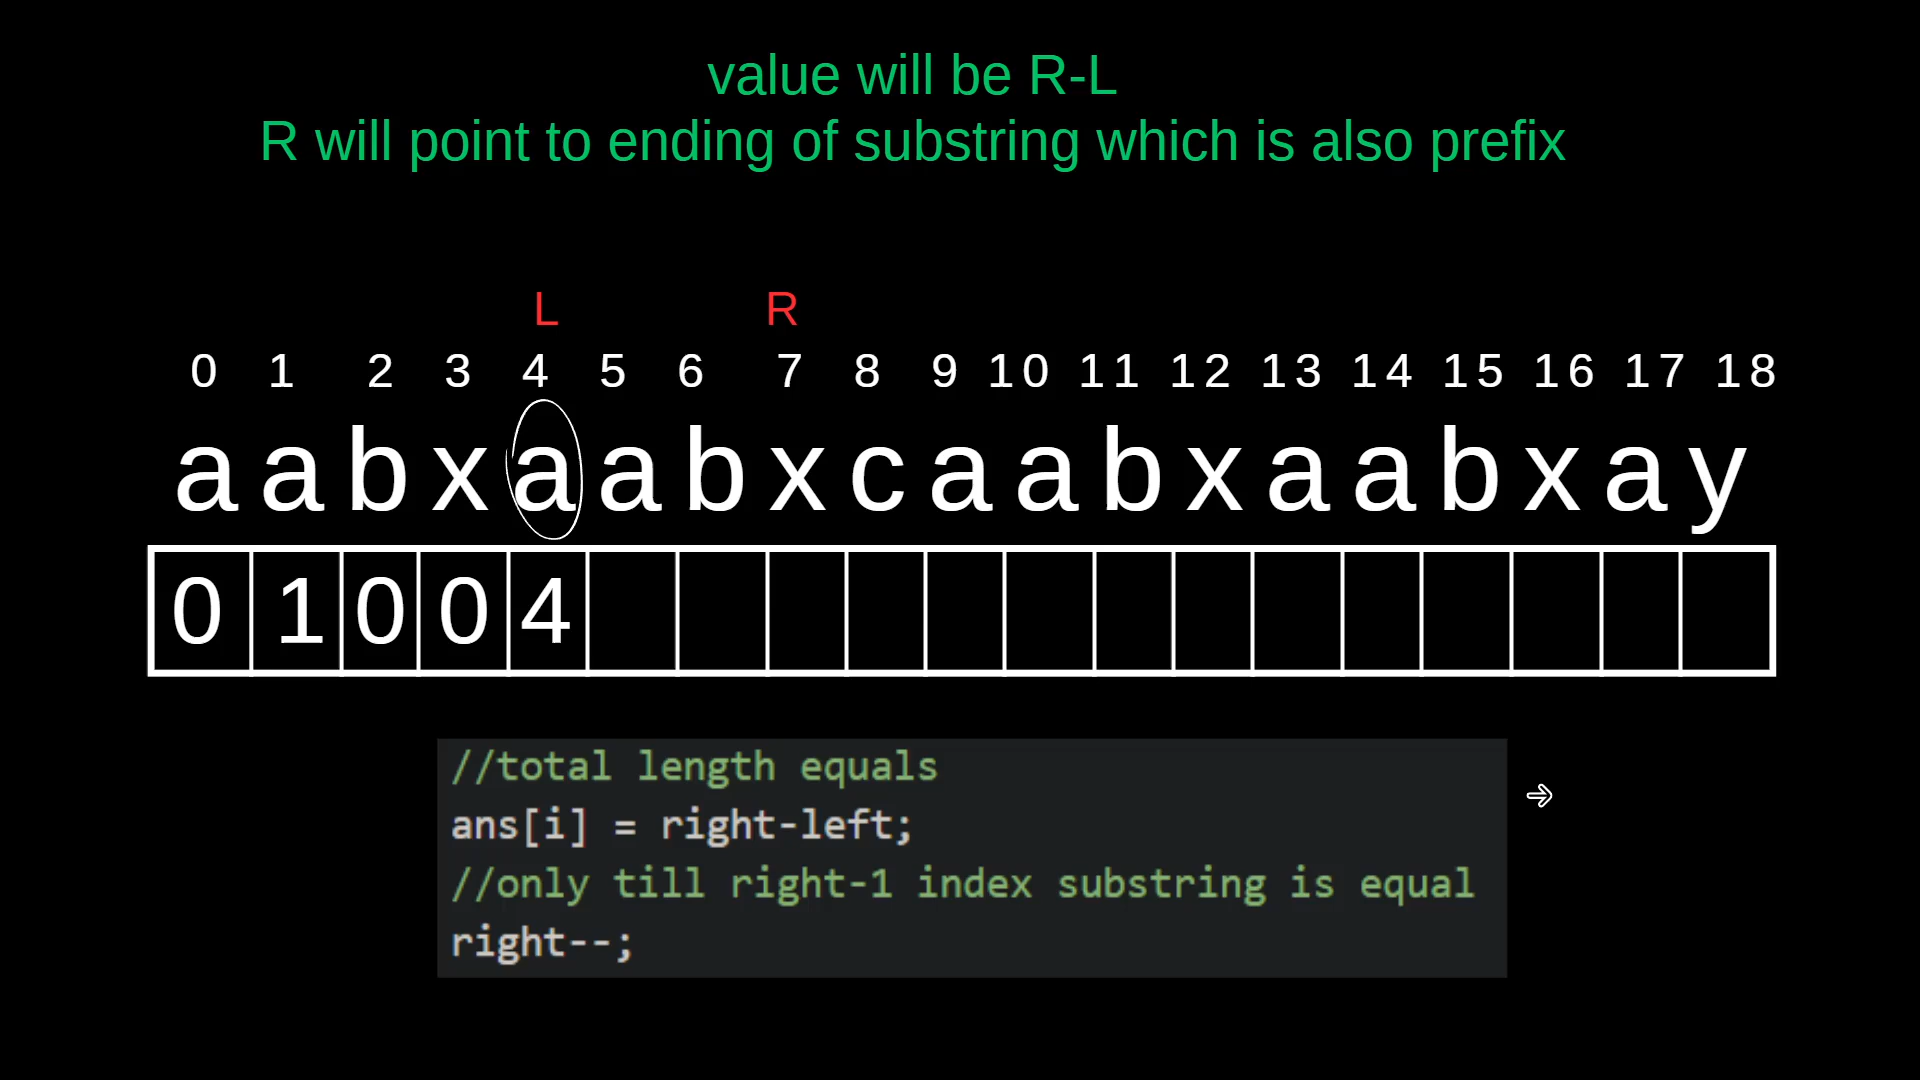 value will be R-L
R will point to ending of substring which is also prefix
L R
0 1 2 3 4 5 6 7 8 9 10 11 12 13 14 15 16 17 18
a a b x a a b x c a a b x a a b x a y
0 1 0 0 4
//total length equals
ans[i] = right-left;
//only till right-1 index substring is equal
right--;